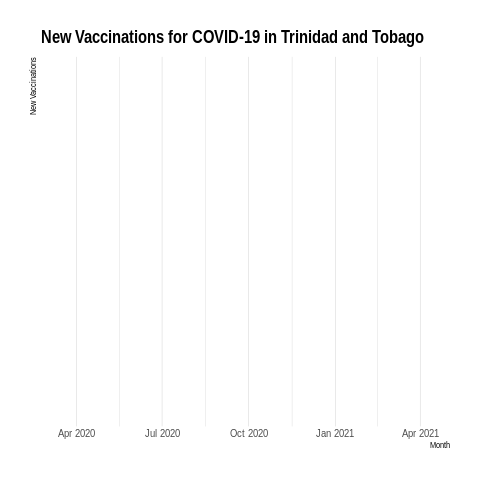 New Vaccinations for COVID-19 in Trinidad and Tobago
New Vaccinations
Apr 2020 Jul 2020 Oct 2020 Jan 2021 Apr 2021
Month